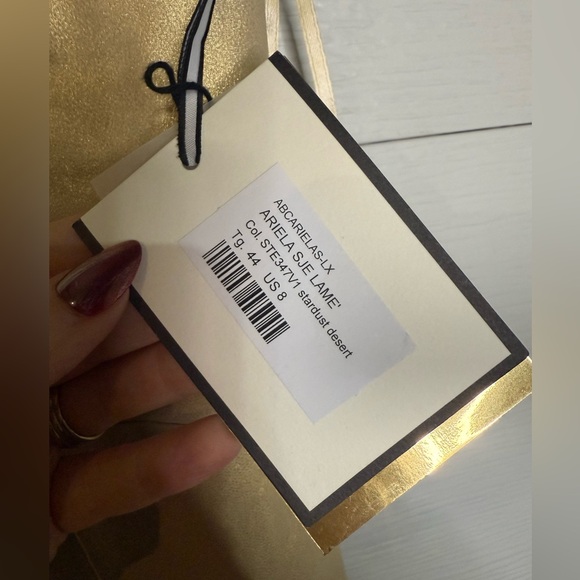 ABCARIELAS-LX
ARIELA SJE LAME'
Col. STE347V1 stardust desert
Tg. 44 US 8